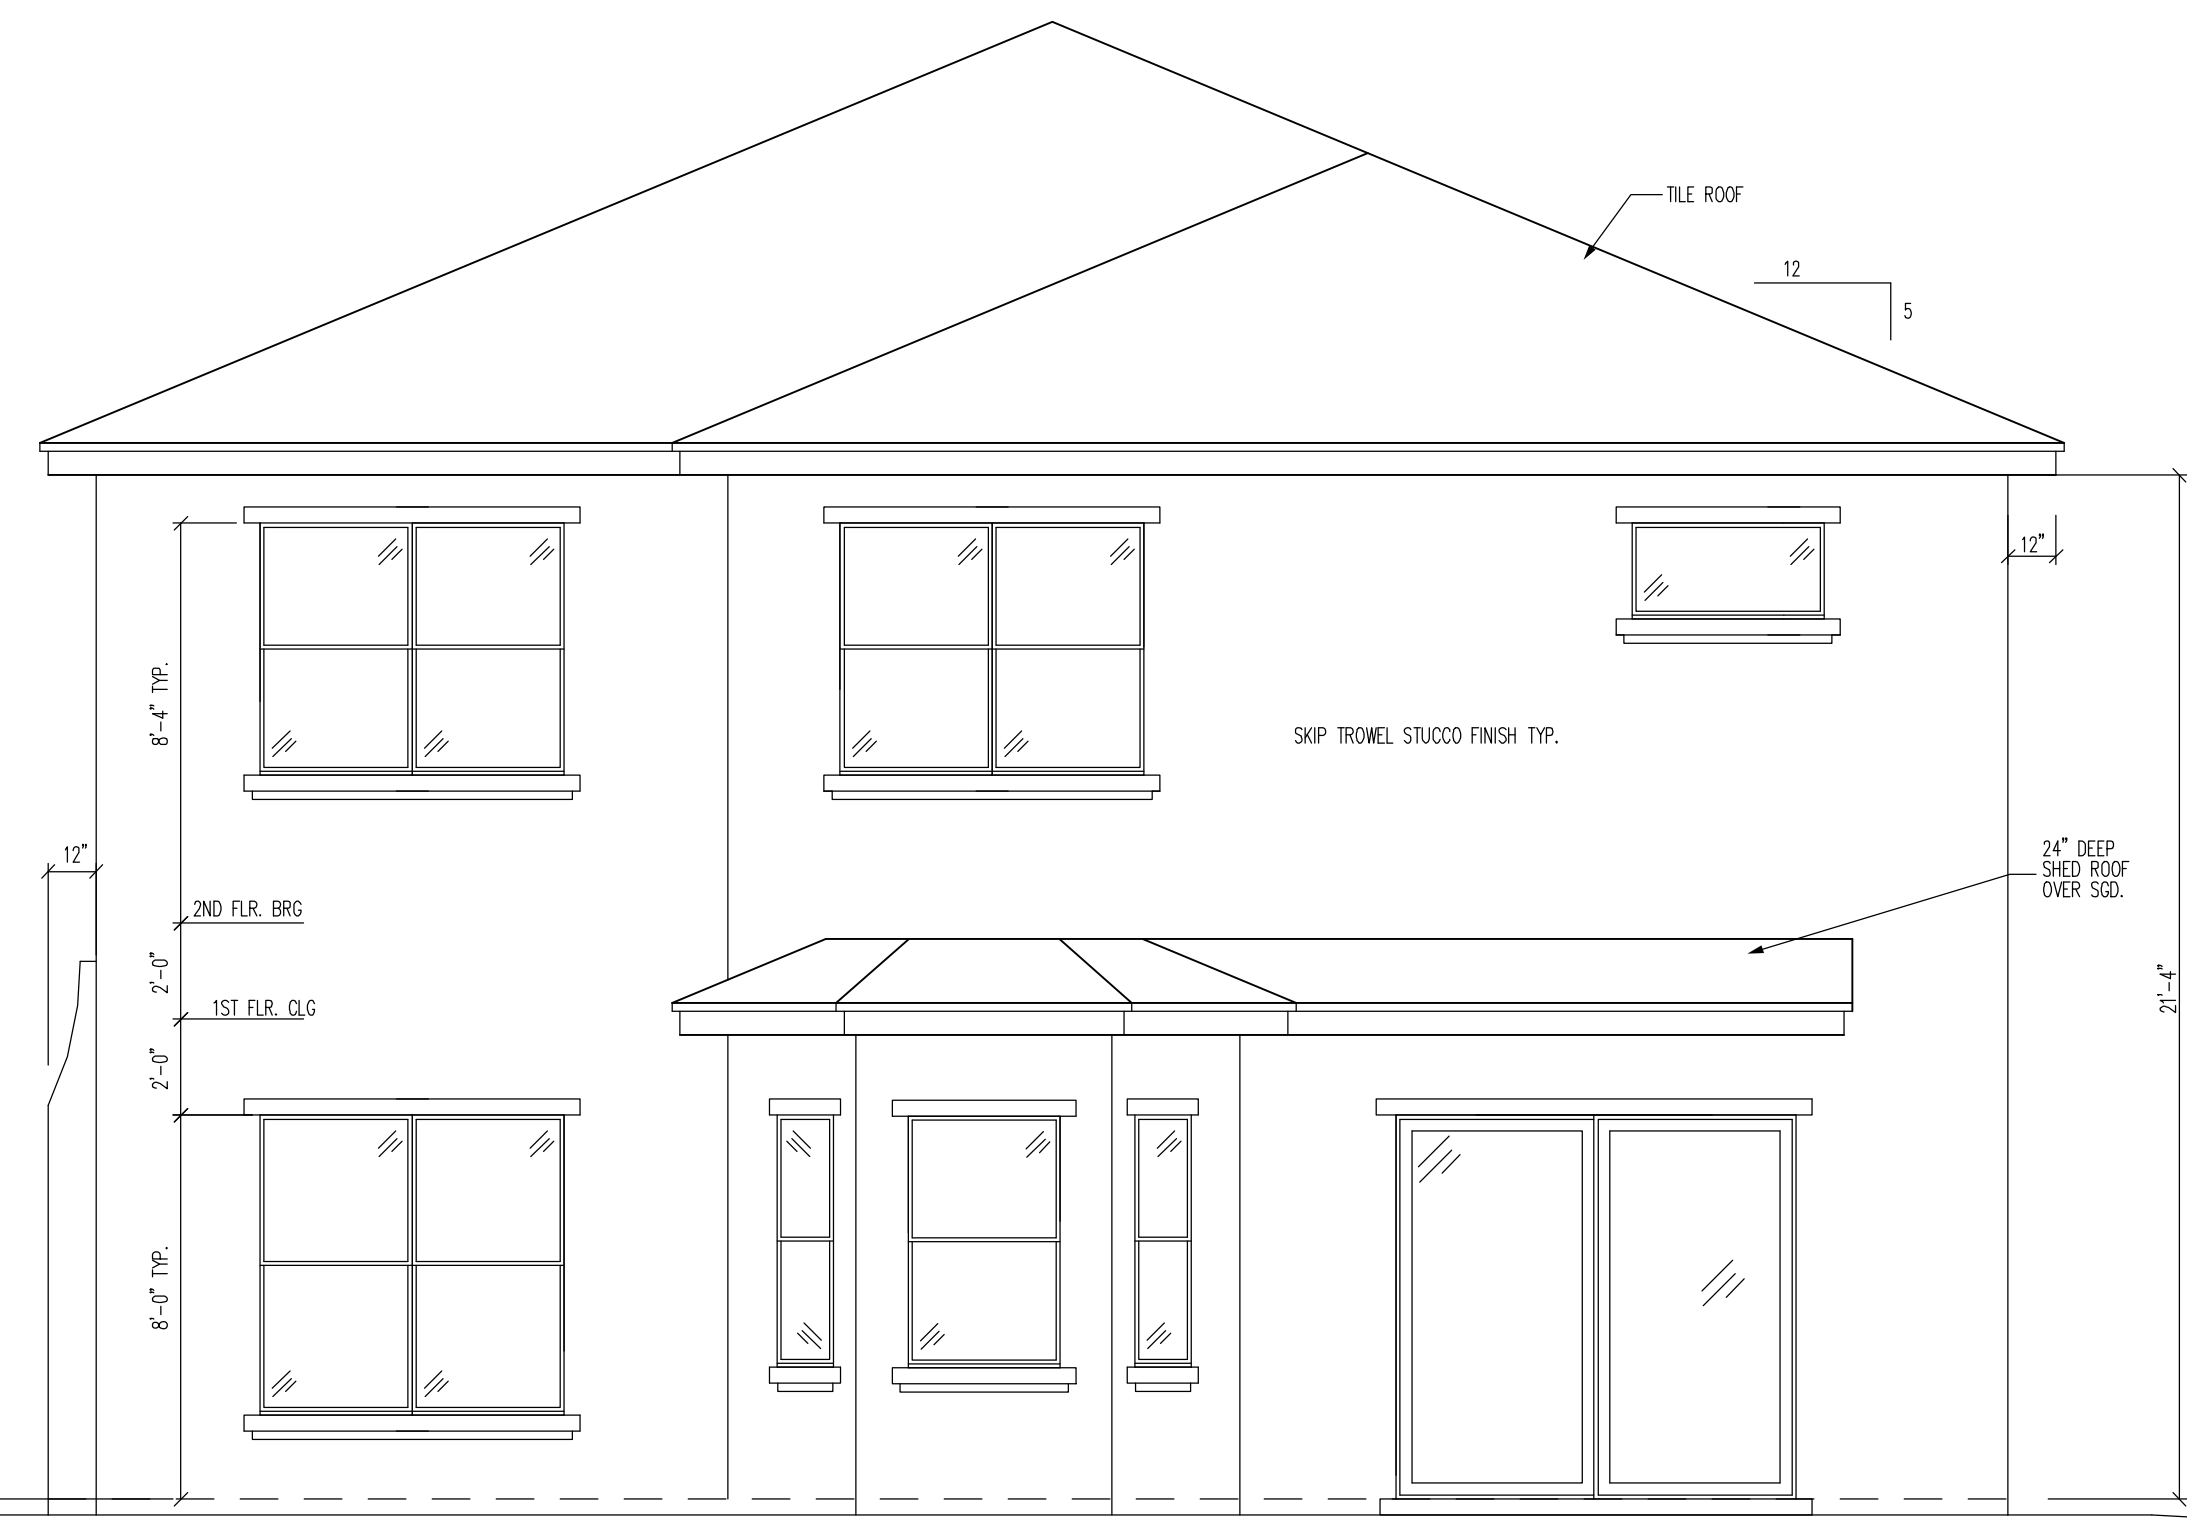 TILE ROOF
12
5
12"
8'-4" TYP.
SKIP TROWEL STUCCO FINISH TYP.
12"
24" DEEP
SHED ROOF
OVER SGD.
2ND FLR. BRG
2'-0"
21'-4"
1ST FLR. CLG
2'-0"
8'-0" TYP.